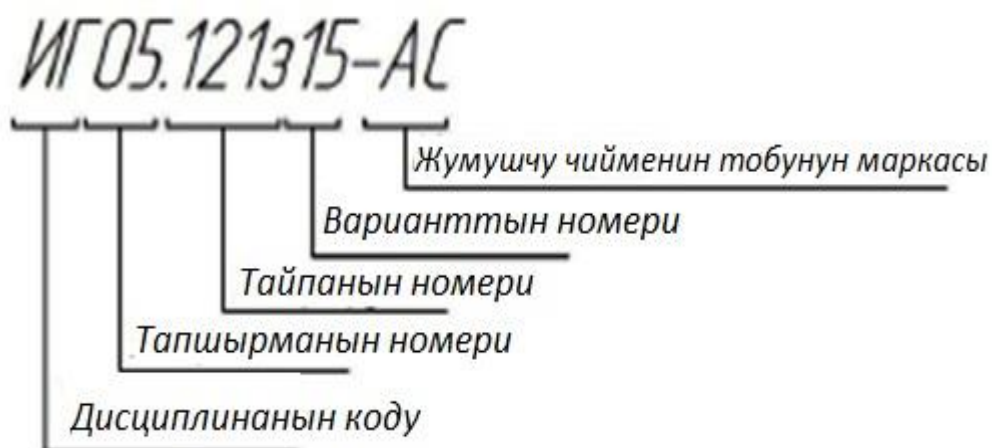 ИГ05.121з15-АС
Жумушчу чийменин тобунун маркасы
Варианттын номери
Тайпанын номери
Тапшырманын номери
Дисциплинанын коду